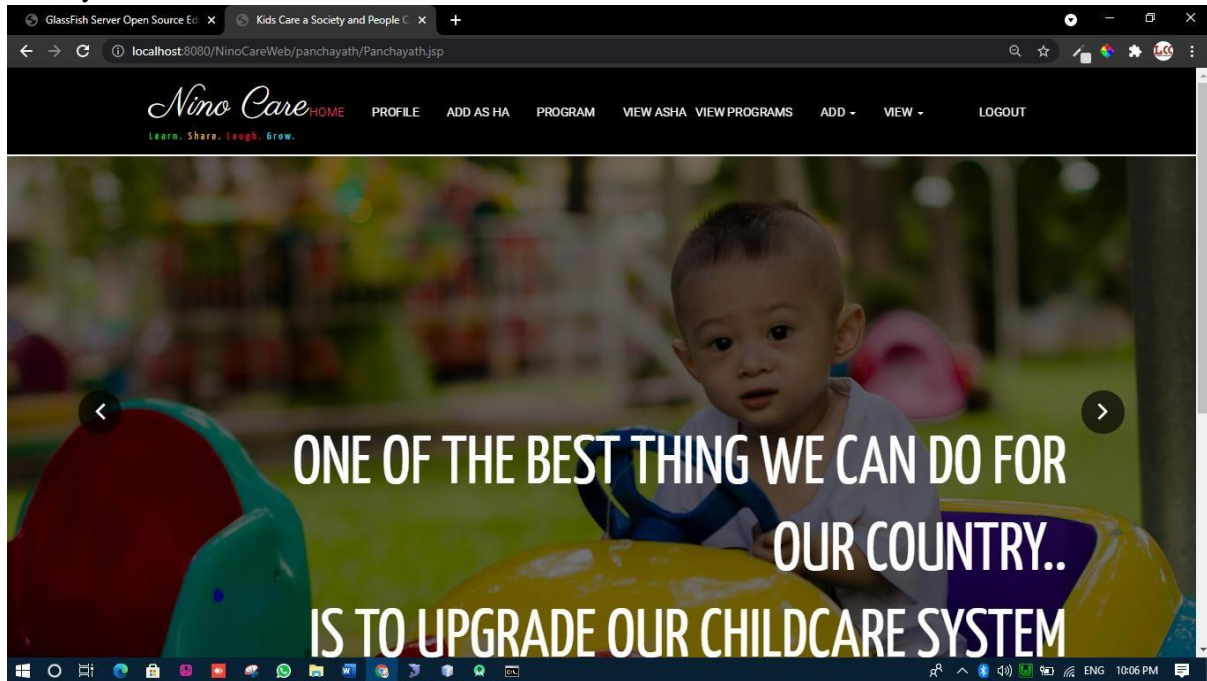 GlassFish Server Open Source Ed
Kids Care a Society and People C
localhost:8080/NinoCareWeb/panchayath/Panchayath.jsp
Nino Care
Learn. Share. Laugh. Grow.
HOME PROFILE ADD AS HA PROGRAM VIEW ASHA VIEW PROGRAMS ADD VIEW LOGOUT
ONE OF THE BEST THING WE CAN DO FOR
OUR COUNTRY..
IS TO UPGRADE OUR CHILDCARE SYSTEM
ENG 10:06 PM